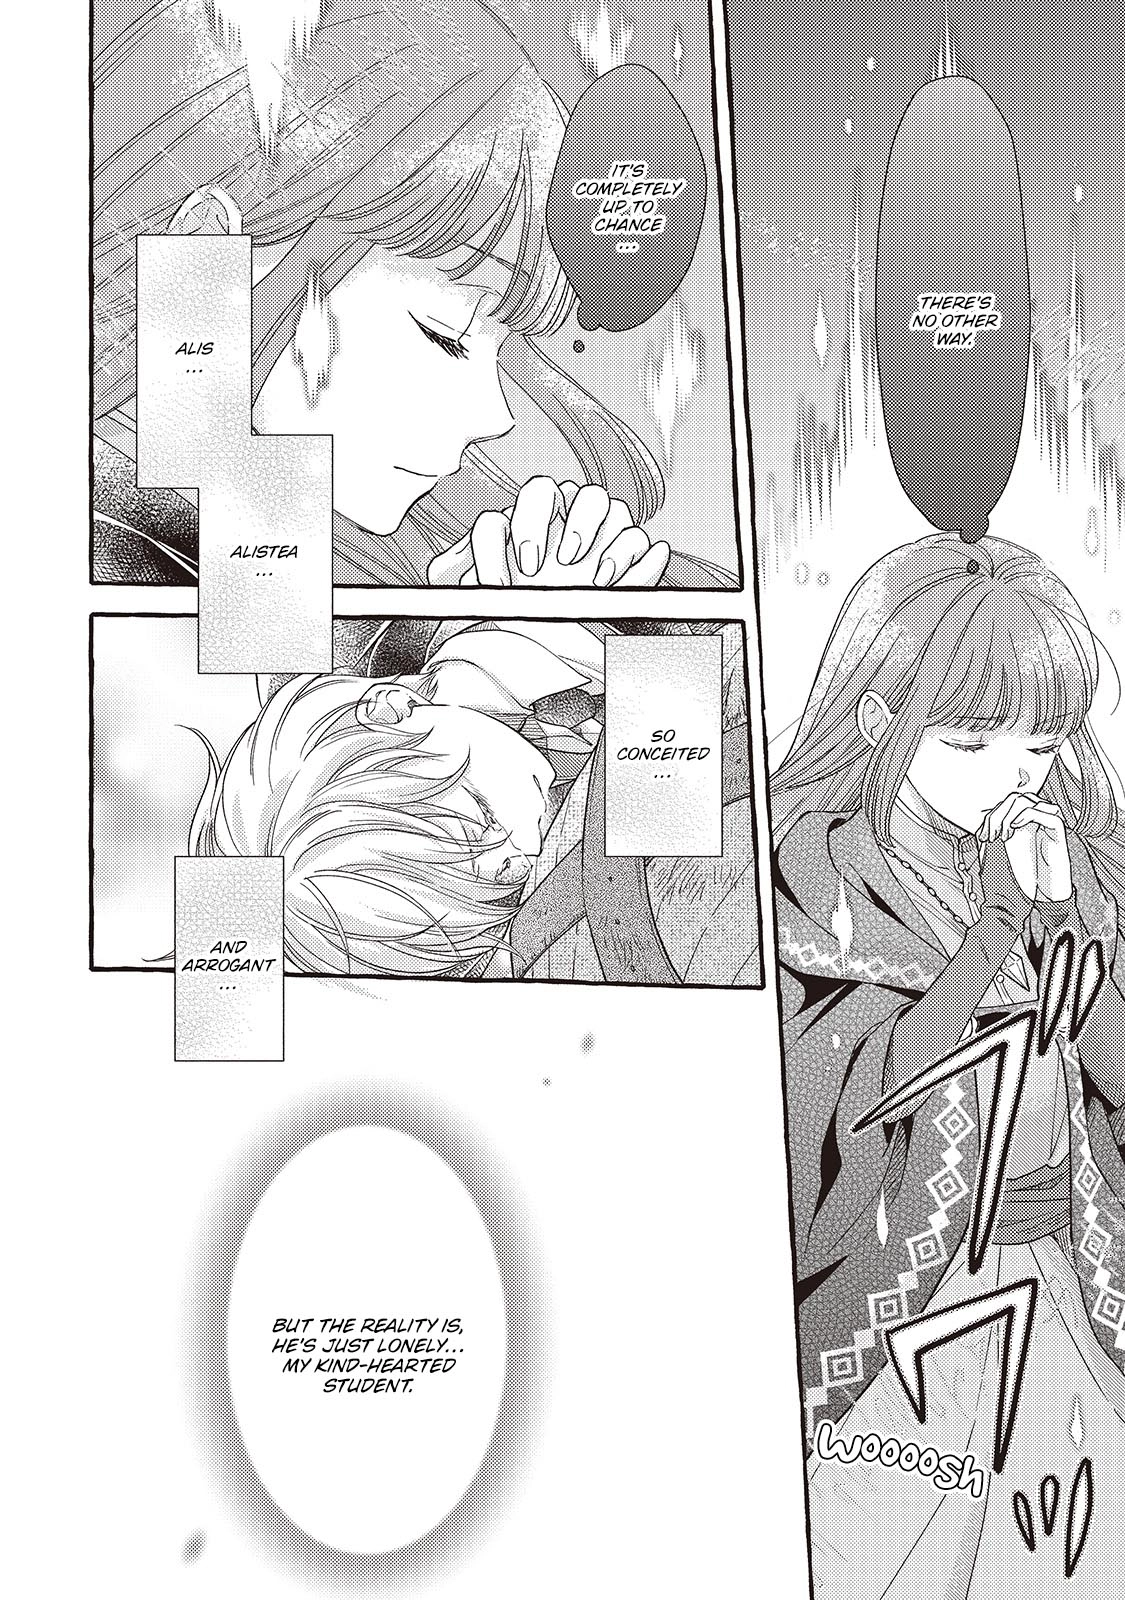 THERE'S
NO OTHER
WAY.
IT'S
COMPLETELY
UP TO
CHANCE
...
ALIS
...
ALISTEA
...
SO
CONCEITED
...
AND
ARROGANT
...
BUT THE REALITY IS,
HE'S JUST LONELY...
MY KIND-HEARTED
STUDENT.
WOOOOSH